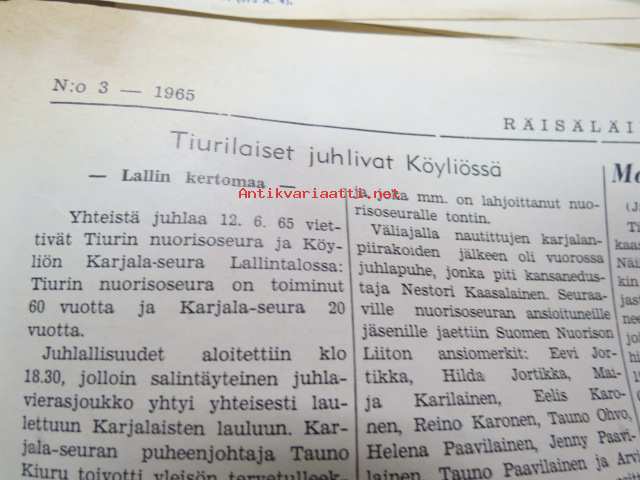 N:o 3 — 1965
Tiurilaiset juhlivat Köyliössä
— Lallin kertomaa —
Yhteistä juhlaa 12. 6. 65 viet-
tivät Tiurin nuorisoseura ja Köy-
liön Karjala-seura Lallintalossa:
Tiurin nuorisoseura on toiminut
60 vuotta ja Karjala-seura 20
vuotta.
Juhlallisuudet aloitettiin klo
18.30, jolloin salintäyteinen juhla-
vierasjoukko yhtyi yhteisesti lau-
lettuun Karjalaisten lauluun. Kar-
jala-seuran puheenjohtaja Tauno
Kiuru toivotti yleisön
ja, joka mm. on lahjoittanut nuo-
risoseuralle tontin.
Väliajalla nautittujen karjalan-
piirakoiden jälkeen oli vuorossa
juhlapuhe, jonka piti kansanedus-
taja Nestori Kaasalainen. Seuraa-
ville nuorisoseuran ansioituneille
jäsenille jaettiin Suomen Nuorison
Liiton ansiomerkit: Eevi Jor-
tikka, Hilda Jortikka, Mai-
ja Karilainen, Eelis Karo-
nen, Reino Karonen, Tauno Ohvo,
Helena Paavilainen, Jenny Paavi-
lainen, Tauno Paavilainen ja Arvi
RÄISÄLÄI
Antikvariaatti.net